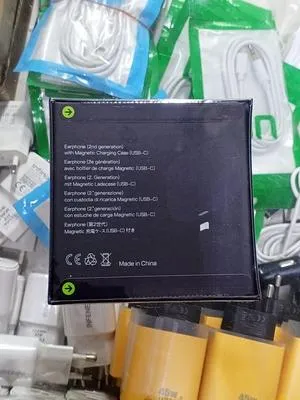 Earphone (2nd generation)
with Magnetic Charging Case (USB-C)
Earphone (2e génération)
avec boîtier de charge Magnetic (USB-C)
Earphone (2. Generation)
mit Magnetic Ladecase (USB-C)
Earphone (2ª generazione)
con custodia di ricarica Magnetic (USB-C)
Earphone (2ª generación)
con estuche de carga Magnetic (USB-C)
Earphone (第2世代)
Magnetic 充電ケース (USB-C) 付き
CE
Made in China
45W